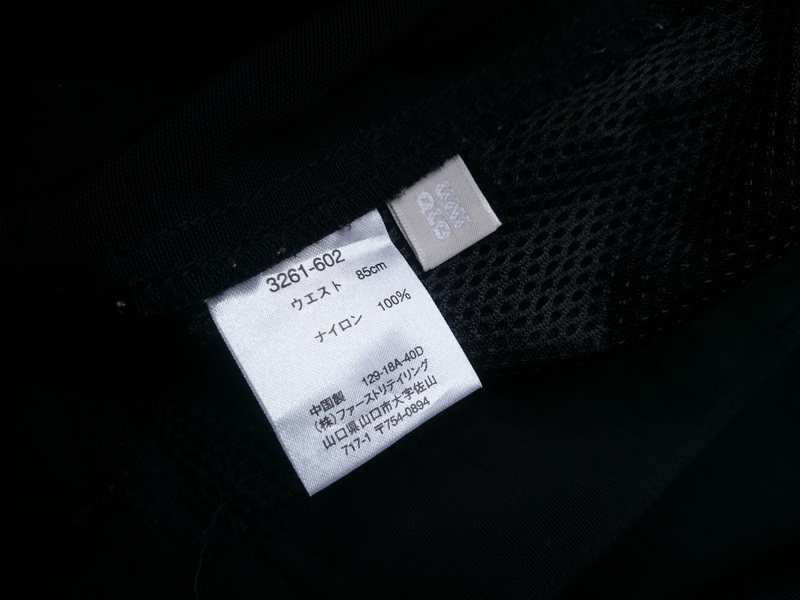 3261-602
ウエスト 85cm
ナイロン 100%
129-18A-40D
中国製
(株)ファーストリテイリング
山口県山口市大字佐山
717-1 〒754-0894